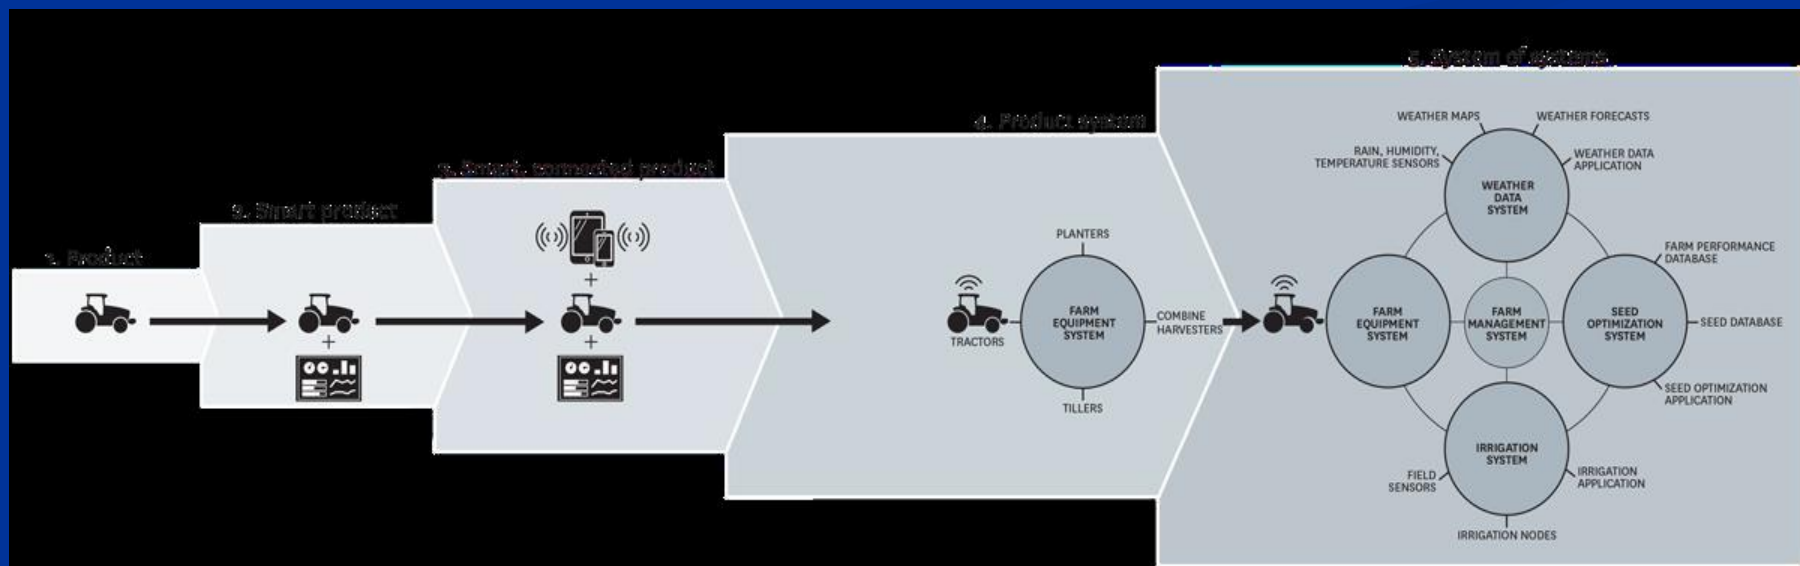 1. Product
2. Smart product
3. Smart, connected product
4. Product system
5. System of systems
PLANTERS
TRACTORS
FARM
EQUIPMENT
SYSTEM
COMBINE
HARVESTERS
TILLERS
WEATHER MAPS
WEATHER FORECASTS
RAIN, HUMIDITY,
TEMPERATURE SENSORS
WEATHER DATA
APPLICATION
WEATHER
DATA
SYSTEM
FARM PERFORMANCE
DATABASE
FARM
EQUIPMENT
SYSTEM
FARM
MANAGEMENT
SYSTEM
SEED
OPTIMIZATION
SYSTEM
SEED DATABASE
SEED OPTIMIZATION
APPLICATION
IRRIGATION
SYSTEM
FIELD
SENSORS
IRRIGATION
APPLICATION
IRRIGATION NODES